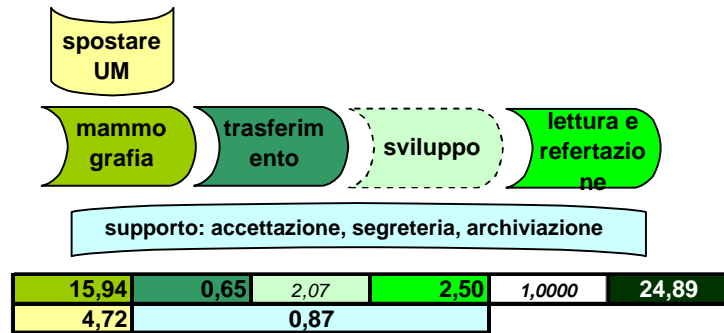 spostare
UM
mammo
grafia
trasferim
ento
sviluppo
lettura e
refertazio
ne
supporto: accettazione, segreteria, archiviazione
15,94 0,65 2,07 2,50 1,0000 24,89
4,72 0,87